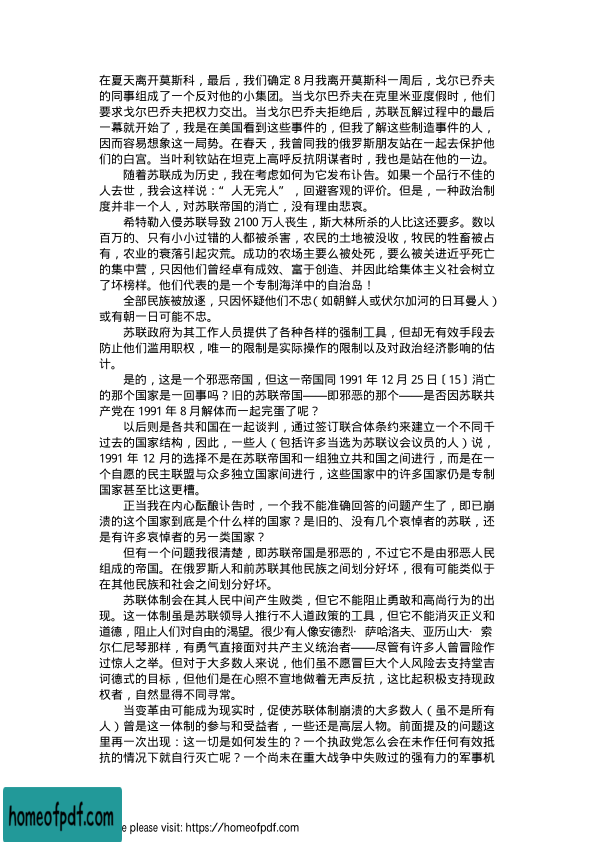 在夏天离开莫斯科，最后，我们确定 8 月我离开莫斯科一周后，戈尔已乔夫
的同事组成了一个反对他的小集团。当戈尔巴乔夫在克里米亚度假时，他们
要求戈尔巴乔夫把权力交出。当戈尔巴乔夫拒绝后，苏联瓦解过程中的最后
一幕就开始了，我是在美国看到这些事件的，但我了解这些制造事件的人，
因而容易想象这一局势。在春天，我曾同我的俄罗斯朋友站在一起去保护他
们的白宫。当叶利钦站在坦克上高呼反抗阴谋者时，我也是站在他的一边。
随着苏联成为历史，我在考虑如何为它发布讣告。如果一个品行不佳的
人去世，我会这样说：“人无完人”，回避客观的评价。但是，一种政治制
度并非一个人，对苏联帝国的消亡，没有理由悲哀。
希特勒入侵苏联导致 2100 万人丧生，斯大林所杀的人比这还要多。数以
百万的、只有小小过错的人都被杀害，农民的土地被没收，牧民的牲畜被占
有，农业的衰落引起灾荒。成功的农场主要么被处死，要么被关进近乎死亡
的集中营，只因他们曾经卓有成效、富于创造、并因此给集体主义社会树立
了坏榜样。他们代表的是一个专制海洋中的自治岛！
全部民族被放逐，只因怀疑他们不忠（如朝鲜人或伏尔加河的日耳曼人）
或有朝一日可能不忠。
苏联政府为其工作人员提供了各种各样的强制工具，但却无有效手段去
防止他们滥用职权，唯一的限制是实际操作的限制以及对政治经济影响的估
计。
是的，这是一个邪恶帝国，但这一帝国同 1991 年 12 月 25 日〔15〕消亡
的那个国家是一回事吗？旧的苏联帝国——即邪恶的那个——是否因苏联共
产党在 1991 年 8 月解体而一起完蛋了呢？
以后则是各共和国在一起谈判，通过签订联合体条约来建立一个不同千
过去的国家结构，因此，一些人（包括许多当选为苏联议会议员的人）说，
1991 年 12 月的选择不是在苏联帝国和一组独立共和国之间进行，而是在一
个自愿的民主联盟与众多独立国家间进行，这些国家中的许多国家仍是专制
国家甚至比这更槽。
正当我在内心酝酿讣告时，一个我不能准确回答的问题产生了，即已崩
溃的这个国家到底是个什么样的国家？是旧的、没有几个哀悼者的苏联，还
是有许多哀悼者的另一类国家？
但有一个问题我很清楚，即苏联帝国是邪恶的，不过它不是由邪恶人民
组成的帝国。在俄罗斯人和前苏联其他民族之间划分好坏，很有可能类似于
在其他民族和社会之间划分好坏。
苏联体制会在其人民中间产生败类，但它不能阻止勇敢和高尚行为的出
现。这一体制虽是苏联领导人推行不人道政策的工具，但它不能消灭正义和
道德，阻止人们对自由的渴望。很少有人像安德烈·萨哈洛夫、亚历山大·索
尔仁尼琴那样，有勇气直接面对共产主义统治者——尽管有许多人曾冒险作
过惊人之举。但对于大多数人来说，他们虽不愿冒巨大个人风险去支持堂吉
诃德式的目标，但他们是在心照不宣地做着无声反抗，这比起积极支持现政
权者，自然显得不同寻常。
当变革由可能成为现实时，促使苏联体制崩溃的大多数人（虽不是所有
人）曾是这一体制的参与和受益者，一些还是高层人物。前面提及的问题这
里再一次出现：这一切是如何发生的？一个执政党怎么会在未作任何有效抵
抗的情况下就自行灭亡呢？一个尚未在重大战争中失败过的强有力的军事机
homeofpdf.com
e please visit: https://homeofpdf.com